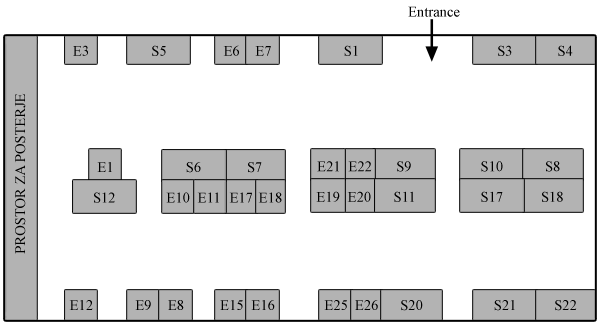 Entrance
E3 S5 E6 E7 S1 S3 S4
PROSTOR ZA POSTERJE
E1 S6 S7 E21 E22 S9 S10 S8
S12 E10 E11 E17 E18 E19 E20 S11 S17 S18
E12 E9 E8 E15 E16 E25 E26 S20 S21 S22